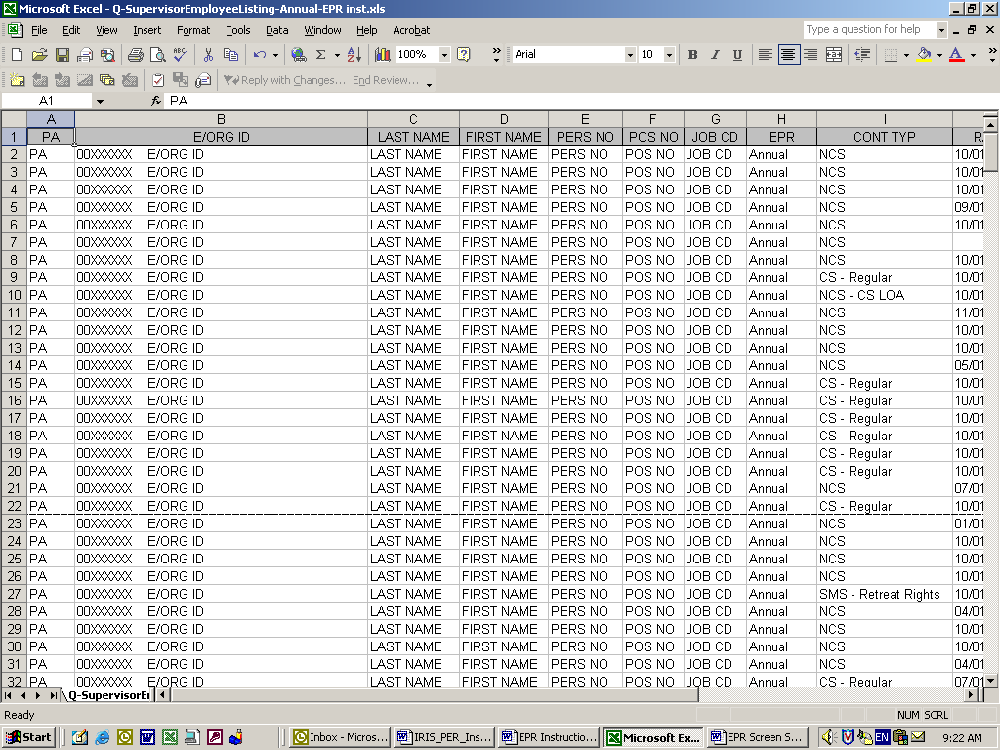 Microsoft Excel - Q-SupervisorEmployeeListing-Annual-EPR inst.xls
File Edit View Insert Format Tools Data Window Help Acrobat Type a question for help
100% Arial 10 B I U
Reply with Changes... End Review...
A1 fx PA
A B C D E F G H I
1 PA E/ORG ID LAST NAME FIRST NAME PERS NO POS NO JOB CD EPR CONT TYP
2 PA 00XXXXXX E/ORG ID LAST NAME FIRST NAME PERS NO POS NO JOB CD Annual NCS 10/01
3 PA 00XXXXXX E/ORG ID LAST NAME FIRST NAME PERS NO POS NO JOB CD Annual NCS 10/01
4 PA 00XXXXXX E/ORG ID LAST NAME FIRST NAME PERS NO POS NO JOB CD Annual NCS 10/01
5 PA 00XXXXXX E/ORG ID LAST NAME FIRST NAME PERS NO POS NO JOB CD Annual NCS 09/01
6 PA 00XXXXXX E/ORG ID LAST NAME FIRST NAME PERS NO POS NO JOB CD Annual NCS 10/01
7 PA 00XXXXXX E/ORG ID LAST NAME FIRST NAME PERS NO POS NO JOB CD Annual NCS
8 PA 00XXXXXX E/ORG ID LAST NAME FIRST NAME PERS NO POS NO JOB CD Annual NCS 10/01
9 PA 00XXXXXX E/ORG ID LAST NAME FIRST NAME PERS NO POS NO JOB CD Annual CS - Regular 10/01
10 PA 00XXXXXX E/ORG ID LAST NAME FIRST NAME PERS NO POS NO JOB CD Annual NCS - CS LOA 10/01
11 PA 00XXXXXX E/ORG ID LAST NAME FIRST NAME PERS NO POS NO JOB CD Annual NCS 11/01
12 PA 00XXXXXX E/ORG ID LAST NAME FIRST NAME PERS NO POS NO JOB CD Annual NCS 10/01
13 PA 00XXXXXX E/ORG ID LAST NAME FIRST NAME PERS NO POS NO JOB CD Annual NCS 10/01
14 PA 00XXXXXX E/ORG ID LAST NAME FIRST NAME PERS NO POS NO JOB CD Annual NCS 05/01
15 PA 00XXXXXX E/ORG ID LAST NAME FIRST NAME PERS NO POS NO JOB CD Annual CS - Regular 10/01
16 PA 00XXXXXX E/ORG ID LAST NAME FIRST NAME PERS NO POS NO JOB CD Annual CS - Regular 10/01
17 PA 00XXXXXX E/ORG ID LAST NAME FIRST NAME PERS NO POS NO JOB CD Annual CS - Regular 10/01
18 PA 00XXXXXX E/ORG ID LAST NAME FIRST NAME PERS NO POS NO JOB CD Annual CS - Regular 10/01
19 PA 00XXXXXX E/ORG ID LAST NAME FIRST NAME PERS NO POS NO JOB CD Annual CS - Regular 10/01
20 PA 00XXXXXX E/ORG ID LAST NAME FIRST NAME PERS NO POS NO JOB CD Annual CS - Regular 10/01
21 PA 00XXXXXX E/ORG ID LAST NAME FIRST NAME PERS NO POS NO JOB CD Annual NCS 07/01
22 PA 00XXXXXX E/ORG ID LAST NAME FIRST NAME PERS NO POS NO JOB CD Annual CS - Regular 10/01
23 PA 00XXXXXX E/ORG ID LAST NAME FIRST NAME PERS NO POS NO JOB CD Annual NCS 01/01
24 PA 00XXXXXX E/ORG ID LAST NAME FIRST NAME PERS NO POS NO JOB CD Annual NCS 10/01
25 PA 00XXXXXX E/ORG ID LAST NAME FIRST NAME PERS NO POS NO JOB CD Annual NCS 10/01
26 PA 00XXXXXX E/ORG ID LAST NAME FIRST NAME PERS NO POS NO JOB CD Annual NCS 10/01
27 PA 00XXXXXX E/ORG ID LAST NAME FIRST NAME PERS NO POS NO JOB CD Annual SMS - Retreat Rights 10/01
28 PA 00XXXXXX E/ORG ID LAST NAME FIRST NAME PERS NO POS NO JOB CD Annual NCS 04/01
29 PA 00XXXXXX E/ORG ID LAST NAME FIRST NAME PERS NO POS NO JOB CD Annual NCS 10/01
30 PA 00XXXXXX E/ORG ID LAST NAME FIRST NAME PERS NO POS NO JOB CD Annual NCS 10/01
31 PA 00XXXXXX E/ORG ID LAST NAME FIRST NAME PERS NO POS NO JOB CD Annual NCS 04/01
32 PA 00XXXXXX E/ORG ID LAST NAME FIRST NAME PERS NO POS NO JOB CD Annual CS - Regular 07/01
Q-SupervisorEr
Ready NUM SCRL
Start Inbox - Micros... IRIS_PER_Ins... EPR Instructio... Microsoft Ex... EPR Screen S... EN 9:22 AM